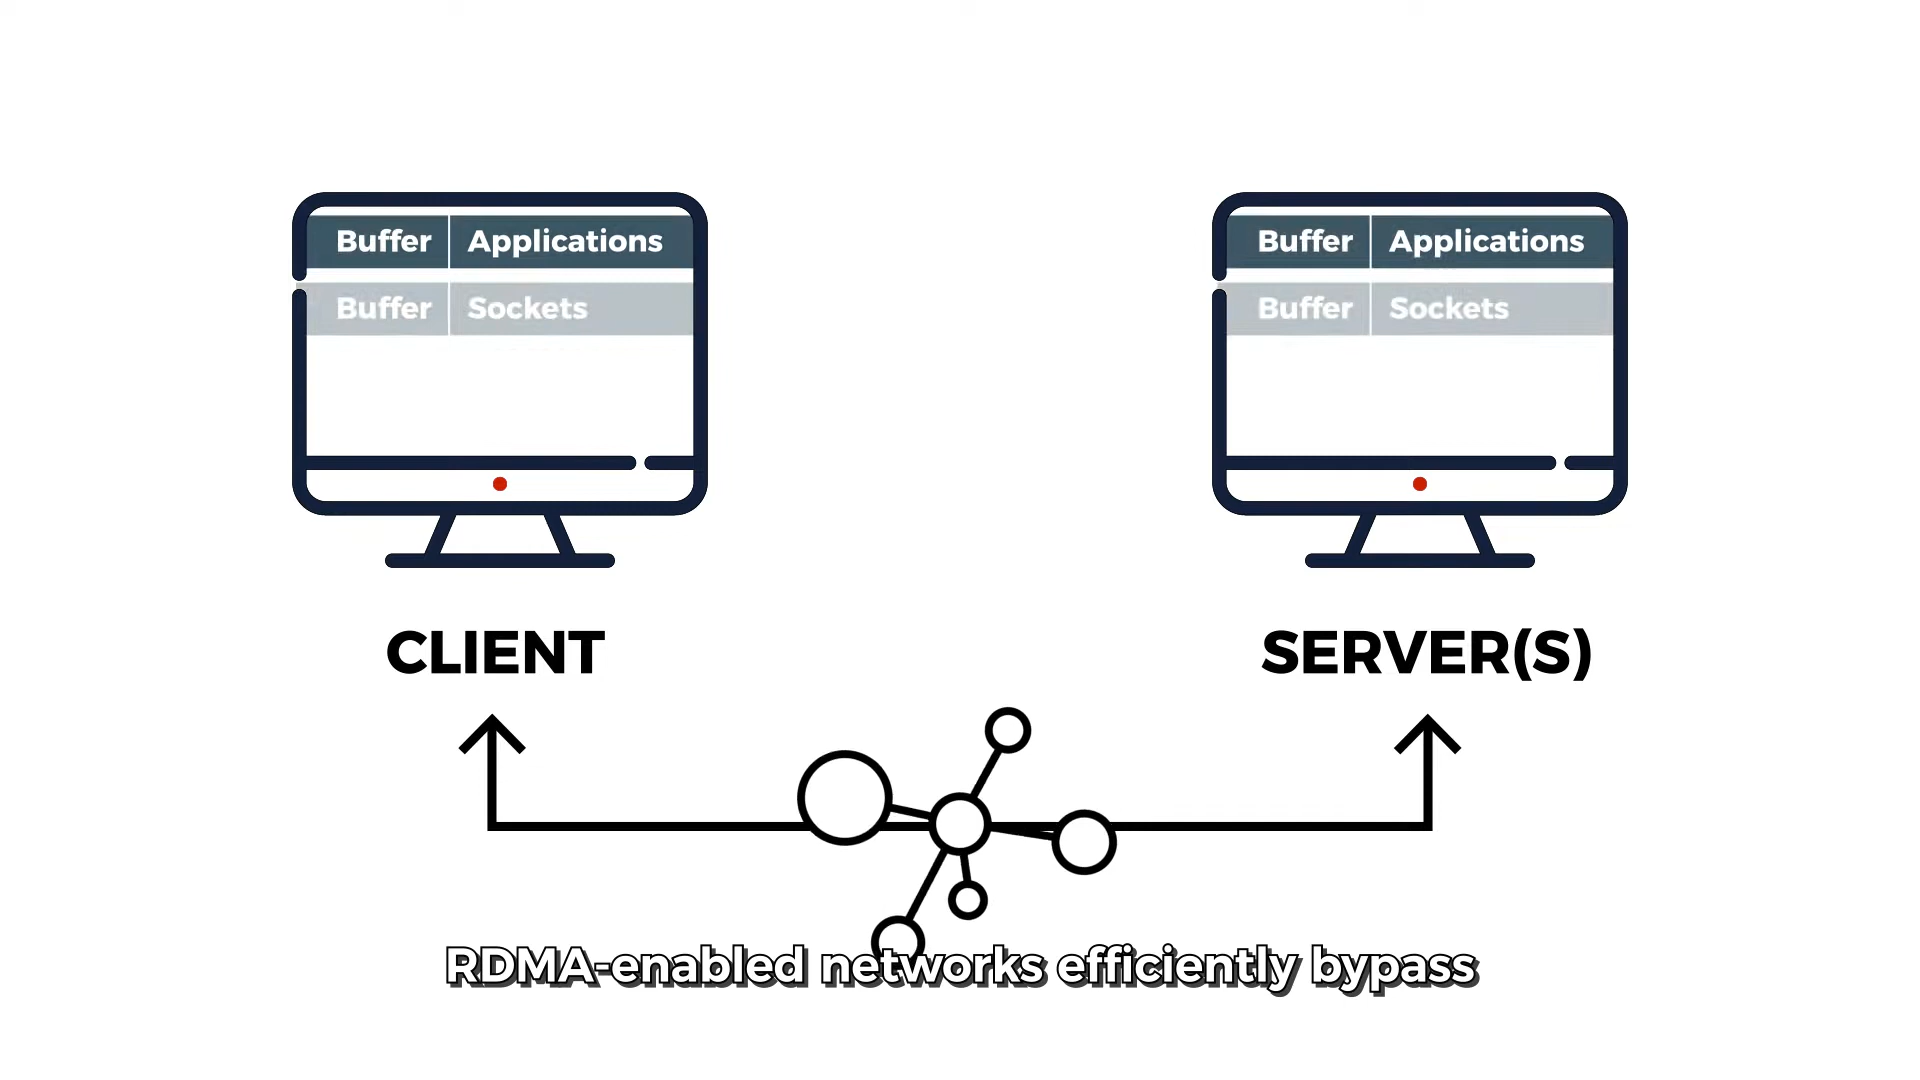 Buffer Applications
Buffer Sockets
Buffer Applications
Buffer Sockets
CLIENT
SERVER(S)
RDMA-enabled networks efficiently bypass